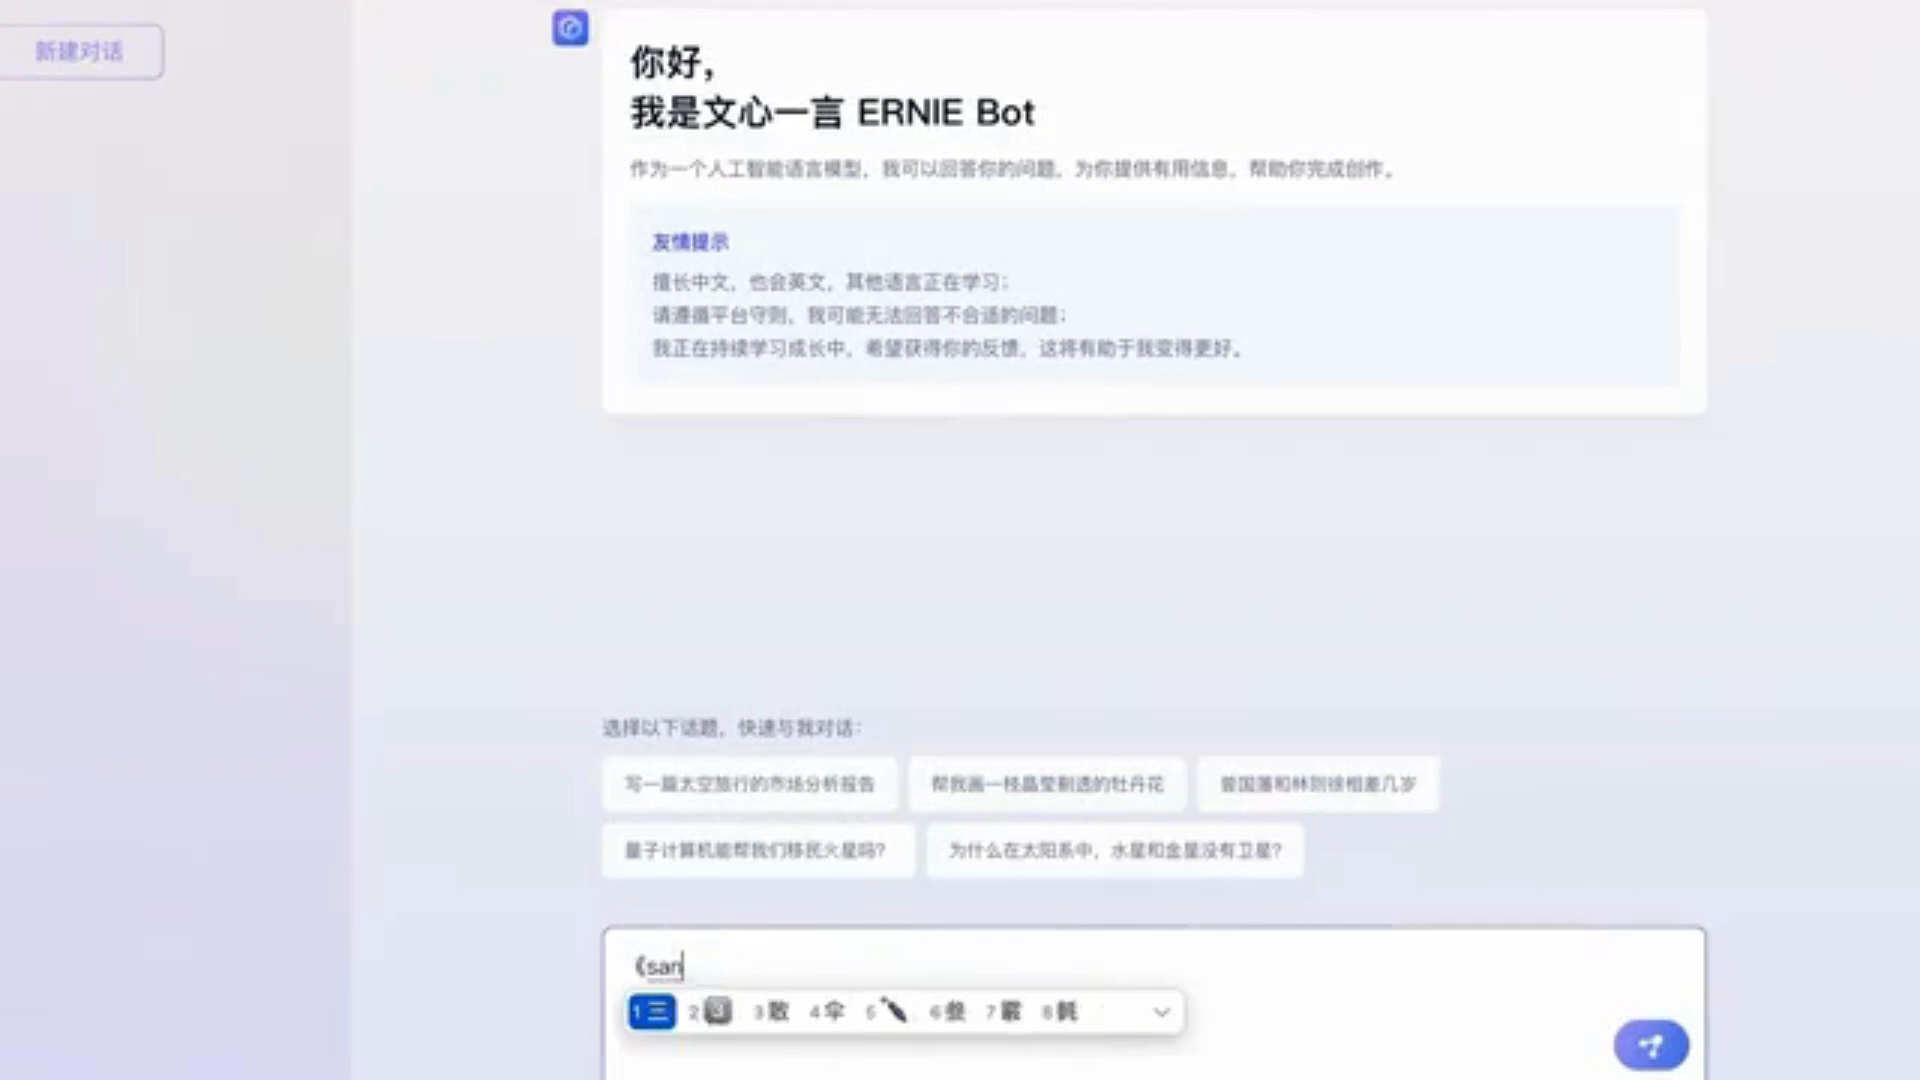 新建对话
你好，
我是文心一言 ERNIE Bot
作为一个人工智能语言模型，我可以回答你的问题，为你提供有用信息，帮助你完成创作。
友情提示
擅长中文，也会英文，其他语言正在学习；
请遵循平台守则，我可能无法回答不合适的问题；
我正在持续学习成长中，希望获得你的反馈，这将有助于我变得更好。
选择以下话题，快速与我对话：
写一篇太空旅行的市场分析报告
帮我画一枝晶莹剔透的牡丹花
曾国藩和林则徐相差几岁
量子计算机能帮我们移民火星吗？
为什么在太阳系中，水星和金星没有卫星？
《san
1 三 2 3 3 散 4 伞 5 6 叁 7 霰 8